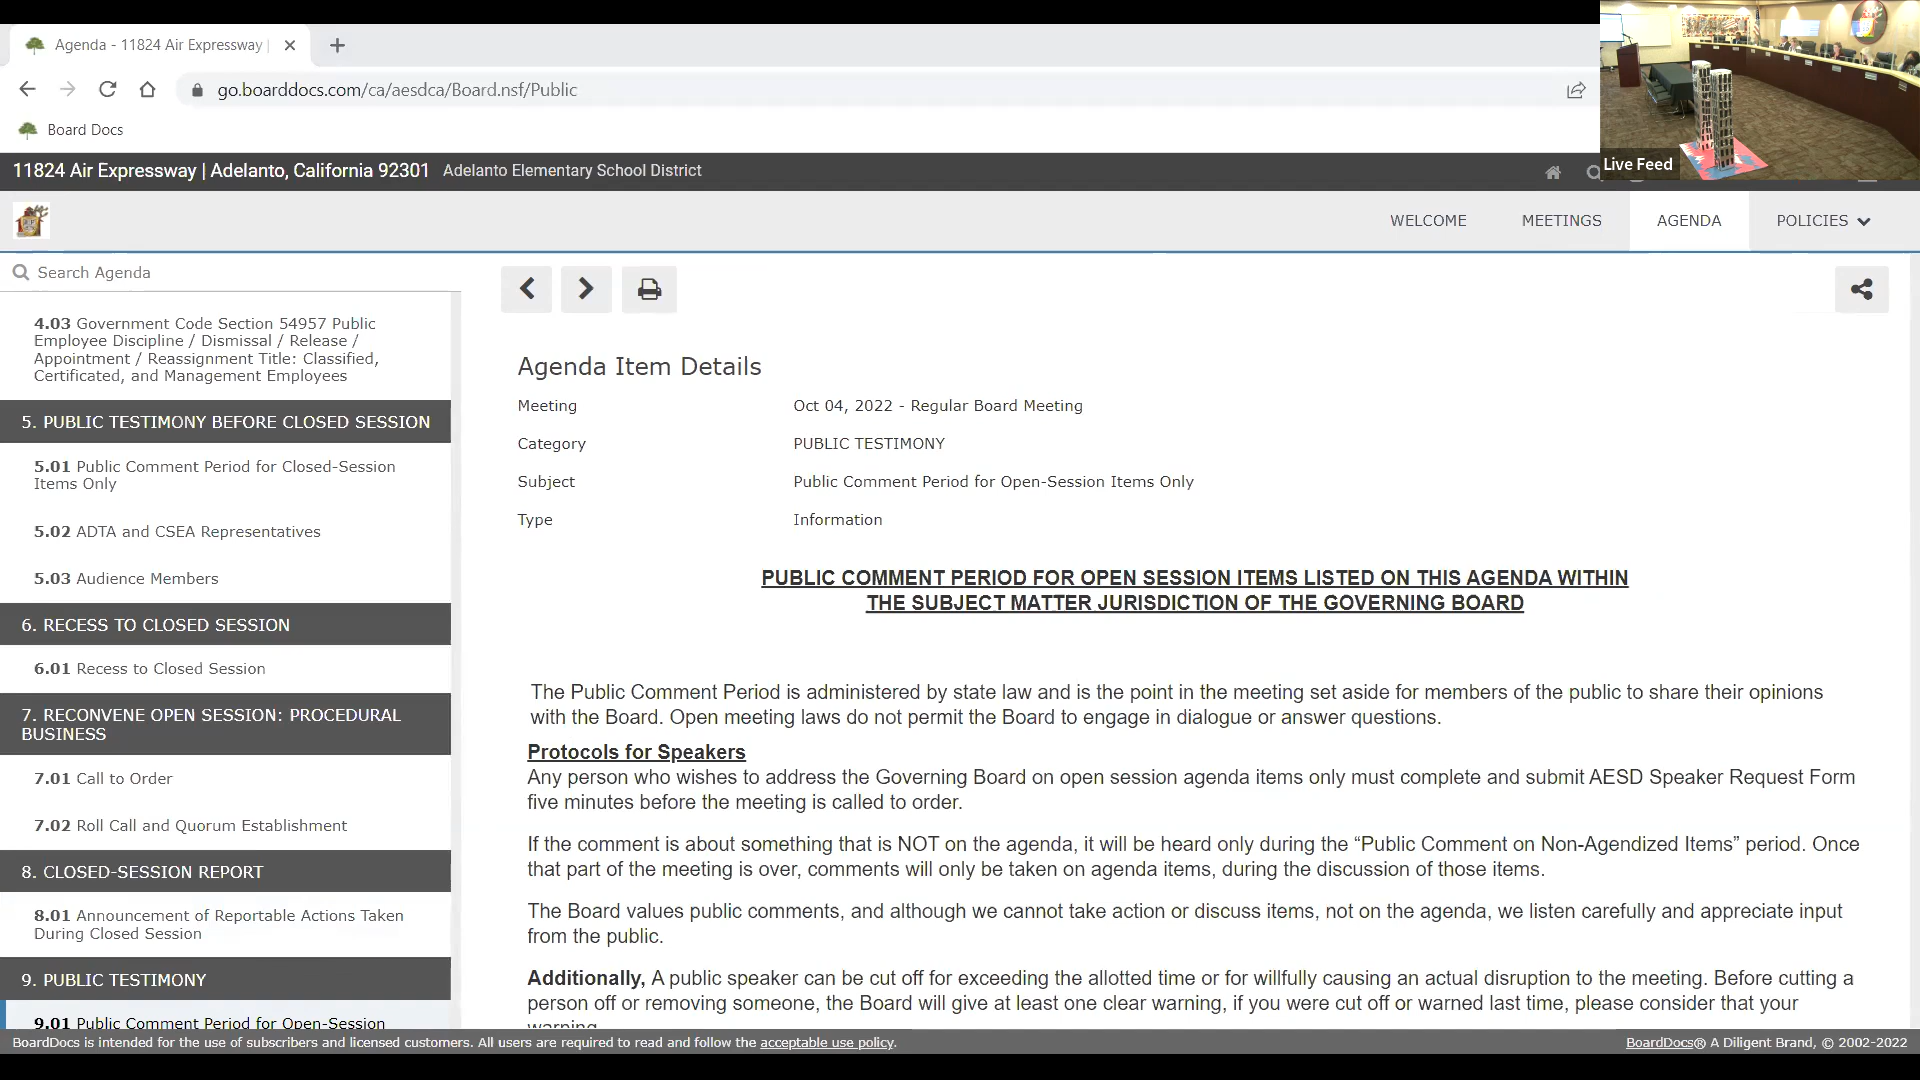 Agenda - 11824 Air Expressway |
go.boarddocs.com/ca/aesdca/Board.nsf/Public
Board Docs
Live Feed
11824 Air Expressway | Adelanto, California 92301 Adelanto Elementary School District
WELCOME MEETINGS AGENDA POLICIES
Search Agenda
4.03 Government Code Section 54957 Public
Employee Discipline / Dismissal / Release /
Appointment / Reassignment Title: Classified,
Certificated, and Management Employees
5. PUBLIC TESTIMONY BEFORE CLOSED SESSION
5.01 Public Comment Period for Closed-Session
Items Only
5.02 ADTA and CSEA Representatives
5.03 Audience Members
6. RECESS TO CLOSED SESSION
6.01 Recess to Closed Session
7. RECONVENE OPEN SESSION: PROCEDURAL
BUSINESS
7.01 Call to Order
7.02 Roll Call and Quorum Establishment
8. CLOSED-SESSION REPORT
8.01 Announcement of Reportable Actions Taken
During Closed Session
9. PUBLIC TESTIMONY
9.01 Public Comment Period for Open-Session
Agenda Item Details
Meeting Oct 04, 2022 - Regular Board Meeting
Category PUBLIC TESTIMONY
Subject Public Comment Period for Open-Session Items Only
Type Information
PUBLIC COMMENT PERIOD FOR OPEN SESSION ITEMS LISTED ON THIS AGENDA WITHIN
THE SUBJECT MATTER JURISDICTION OF THE GOVERNING BOARD
The Public Comment Period is administered by state law and is the point in the meeting set aside for members of the public to share their opinions
with the Board. Open meeting laws do not permit the Board to engage in dialogue or answer questions.
Protocols for Speakers
Any person who wishes to address the Governing Board on open session agenda items only must complete and submit AESD Speaker Request Form
five minutes before the meeting is called to order.
If the comment is about something that is NOT on the agenda, it will be heard only during the “Public Comment on Non-Agendized Items” period. Once
that part of the meeting is over, comments will only be taken on agenda items, during the discussion of those items.
The Board values public comments, and although we cannot take action or discuss items, not on the agenda, we listen carefully and appreciate input
from the public.
Additionally, A public speaker can be cut off for exceeding the allotted time or for willfully causing an actual disruption to the meeting. Before cutting a
person off or removing someone, the Board will give at least one clear warning, if you were cut off or warned last time, please consider that your
warning.
BoardDocs is intended for the use of subscribers and licensed customers. All users are required to read and follow the acceptable use policy.
BoardDocs® A Diligent Brand, © 2002-2022